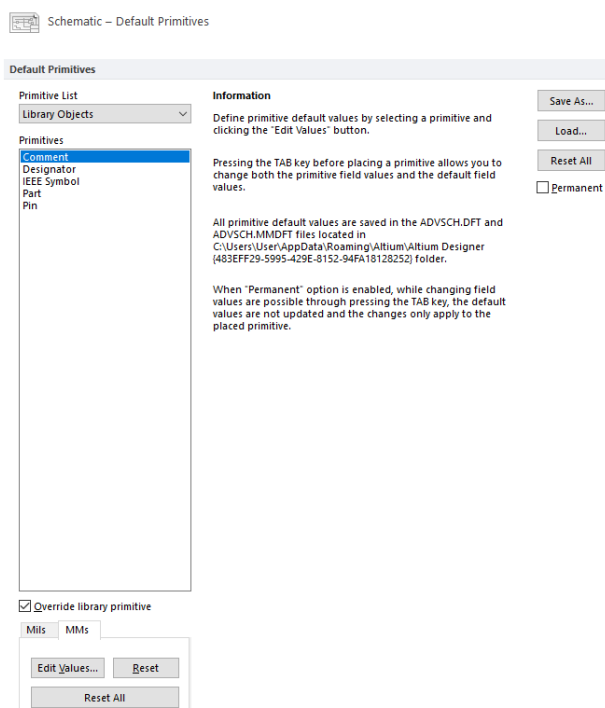 Schematic – Default Primitives
Default Primitives
Primitive List
Library Objects
Primitives
Comment
Designator
IEEE Symbol
Part
Pin
Override library primitive
Mils MMs
Edit Values... Reset
Reset All
Information
Define primitive default values by selecting a primitive and
clicking the "Edit Values" button.
Pressing the TAB key before placing a primitive allows you to
change both the primitive field values and the default field
values.
All primitive default values are saved in the ADVSCH.DFT and
ADVSCH.MMDFT files located in
C:\Users\User\AppData\Roaming\Altium\Altium Designer
{483EFF29-5995-429E-8152-94FA18128252} folder.
When "Permanent" option is enabled, while changing field
values are possible through pressing the TAB key, the default
values are not updated and the changes only apply to the
placed primitive.
Save As...
Load...
Reset All
Permanent